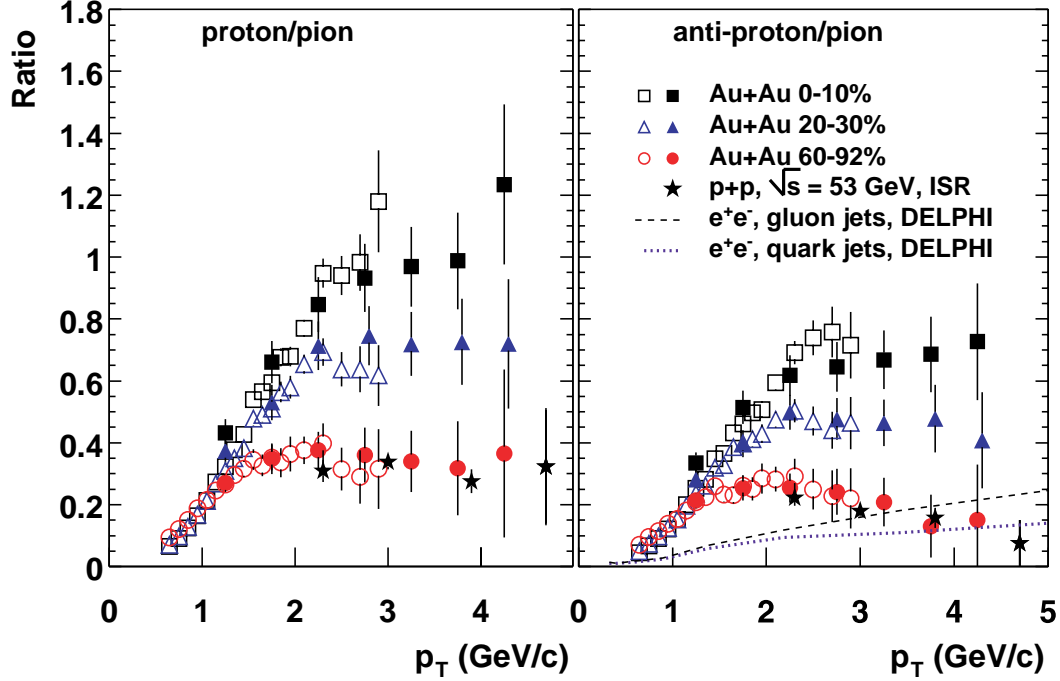 Ratio
proton/pion
anti-proton/pion
1.8
1.6
1.4
1.2
1
0.8
0.6
0.4
0.2
0
Au+Au 0-10%
Au+Au 20-30%
Au+Au 60-92%
p+p, √s = 53 GeV, ISR
e⁺e⁻, gluon jets, DELPHI
e⁺e⁻, quark jets, DELPHI
0 1 2 3 4 0 1 2 3 4 5
p_T (GeV/c) p_T (GeV/c)